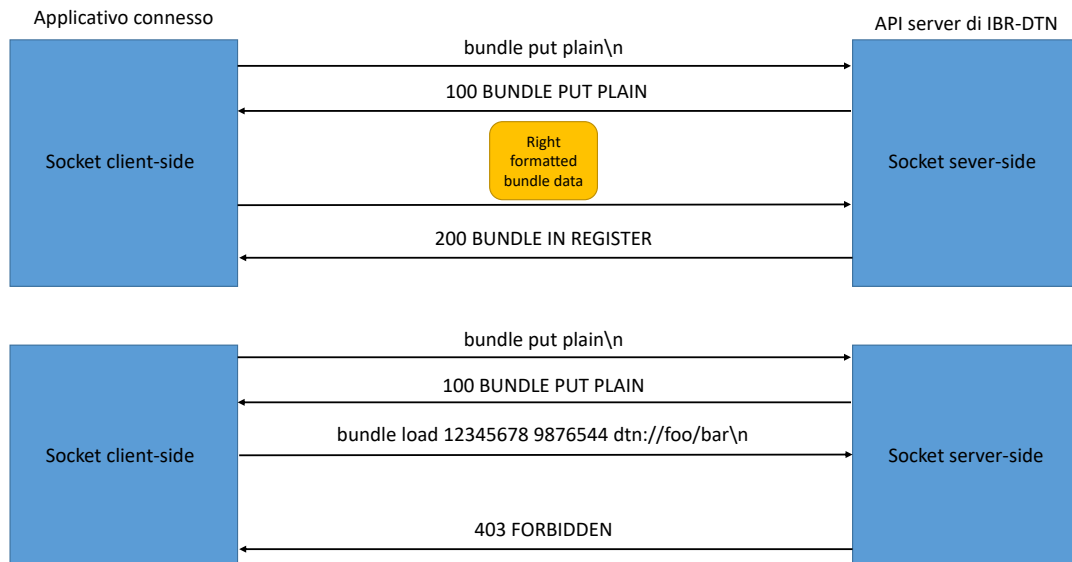 Applicativo connesso
API server di IBR-DTN
bundle put plain\n
100 BUNDLE PUT PLAIN
Socket client-side
Right
formatted
bundle data
Socket sever-side
200 BUNDLE IN REGISTER
bundle put plain\n
100 BUNDLE PUT PLAIN
bundle load 12345678 9876544 dtn://foo/bar\n
Socket client-side
Socket server-side
403 FORBIDDEN